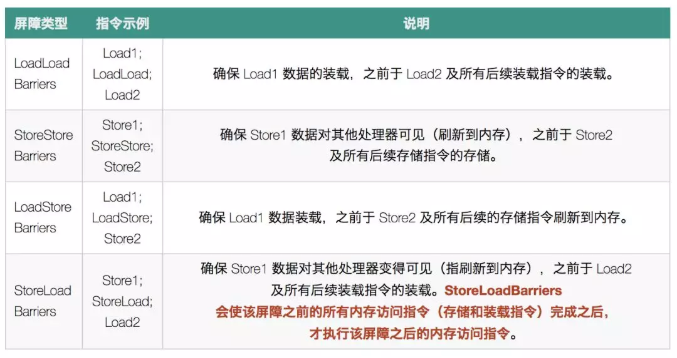 屏障类型 指令示例 说明
LoadLoad
Barriers
Load1;
LoadLoad;
Load2
确保 Load1 数据的装载，之前于 Load2 及所有后续装载指令的装载。
StoreStore
Barriers
Store1;
StoreStore;
Store2
确保 Store1 数据对其他处理器可见（刷新到内存），之前于 Store2
及所有后续存储指令的存储。
LoadStore
Barriers
Load1;
LoadStore;
Store2
确保 Load1 数据装载，之前于 Store2 及所有后续的存储指令刷新到内存。
StoreLoad
Barriers
Store1;
StoreLoad;
Load2
确保 Store1 数据对其他处理器变得可见（指刷新到内存），之前于 Load2
及所有后续装载指令的装载。StoreLoadBarriers
会使该屏障之前的所有内存访问指令（存储和装载指令）完成之后，
才执行该屏障之后的内存访问指令。